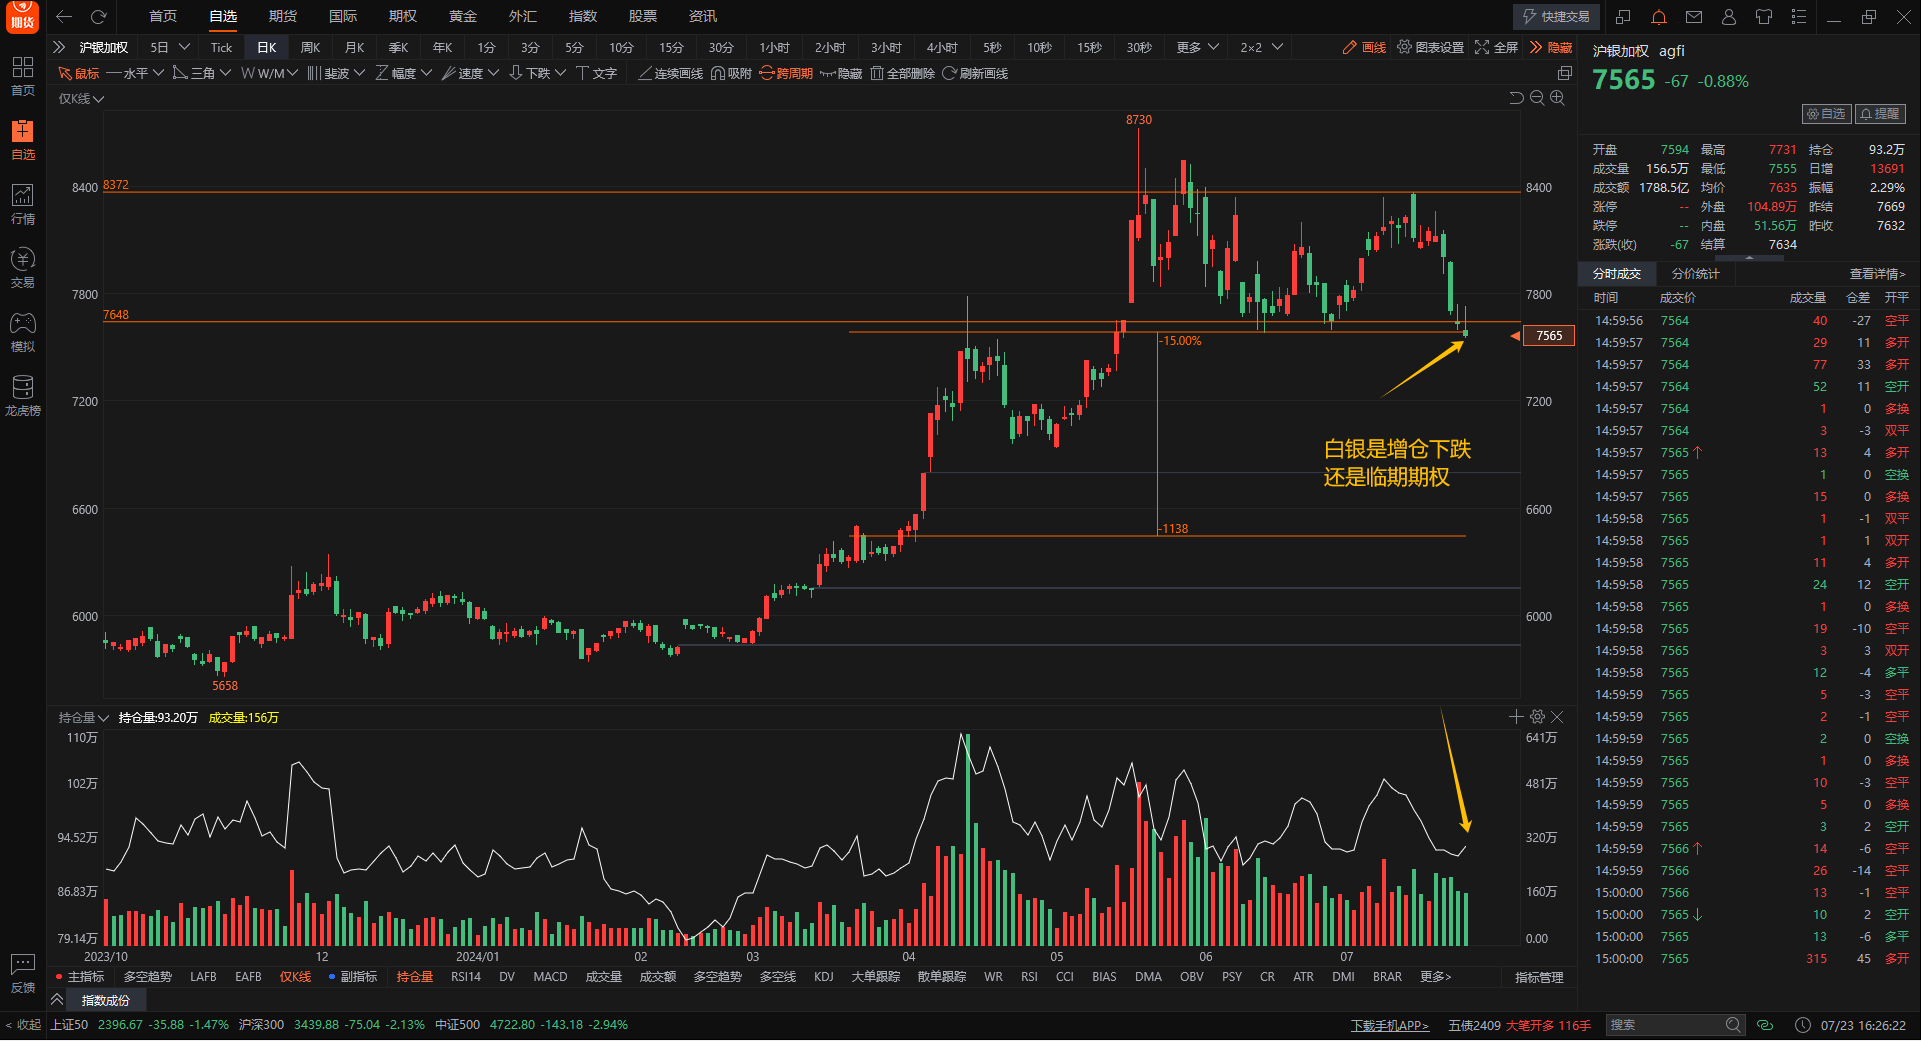 期货
首页 自选 期货 国际 期权 黄金 外汇 指数 股票 资讯
快捷交易
沪银加权 5日 Tick 日K 周K 月K 季K 年K 1分 3分 5分 10分 15分 30分 1小时 2小时 3小时 4小时 5秒 10秒 15秒 30秒 更多 2×2 画线 图表设置 全屏 隐藏
鼠标 水平 三角 W/M 斐波 幅度 速度 下跌 文字 连续画线 吸附 跨周期 隐藏 全部删除 刷新画线
首页
自选
行情
交易
模拟
龙虎榜
反馈
< 收起
仅K线
8730
8372
8400 8400
7800 7800
7648
7565
-15.00%
7200 7200
白银是增仓下跌
还是临期期权
6600 6600
-1138
6000 6000
5658
持仓量 持仓量:93.20万 成交量:156万
110万 641万
102万 481万
94.52万 320万
86.83万 160万
79.14万 0.00
2023/10 12 2024/01 02 03 04 05 06 07
主指标 多空趋势 LAFB EAFB 仅K线 副指标 持仓量 RSI14 DV MACD 成交量 成交额 多空趋势 多空线 KDJ 大单跟踪 散单跟踪 WR RSI CCI BIAS DMA OBV PSY CR ATR DMI BRAR 更多> 指标管理
指数成份
沪银加权 agfi
7565 -67 -0.88%
自选 提醒
开盘 7594 最高 7731 持仓 93.2万
成交量 156.5万 最低 7555 日增 13691
成交额 1788.5亿 均价 7635 振幅 2.29%
涨停 -- 外盘 104.89万 昨结 7669
跌停 -- 内盘 51.56万 昨收 7632
涨跌(收) -67 结算 7634
分时成交 分价统计 查看详情>
时间 成交价 成交量 仓差 开平
14:59:56 7564 40 -27 空平
14:59:57 7564 29 11 多开
14:59:57 7564 77 33 多开
14:59:57 7564 52 11 空开
14:59:57 7564 1 0 多换
14:59:57 7564 3 -3 双平
14:59:57 7565↑ 13 4 多开
14:59:57 7565 1 0 空换
14:59:57 7565 15 0 多换
14:59:58 7565 1 -1 双平
14:59:58 7565 1 1 双开
14:59:58 7565 11 4 多开
14:59:58 7565 24 12 空开
14:59:58 7565 1 0 多换
14:59:58 7565 19 -10 空平
14:59:58 7565 3 3 双开
14:59:58 7565 12 -4 多平
14:59:59 7565 5 -3 空平
14:59:59 7565 2 -1 空平
14:59:59 7565 2 0 空换
14:59:59 7565 1 0 多换
14:59:59 7565 10 -3 空平
14:59:59 7565 5 0 多换
14:59:59 7565 3 2 空开
14:59:59 7566↑ 14 -6 空平
14:59:59 7566 26 -14 空平
15:00:00 7566 13 -1 空平
15:00:00 7565↓ 10 2 空开
15:00:00 7565 13 -6 多平
15:00:00 7565 315 45 多开
上证50 2396.67 -35.88 -1.47% 沪深300 3439.88 -75.04 -2.13% 中证500 4722.80 -143.18 -2.94% 下载手机APP> 五债2409 大笔开多 116手 搜索 07/23 16:26:22